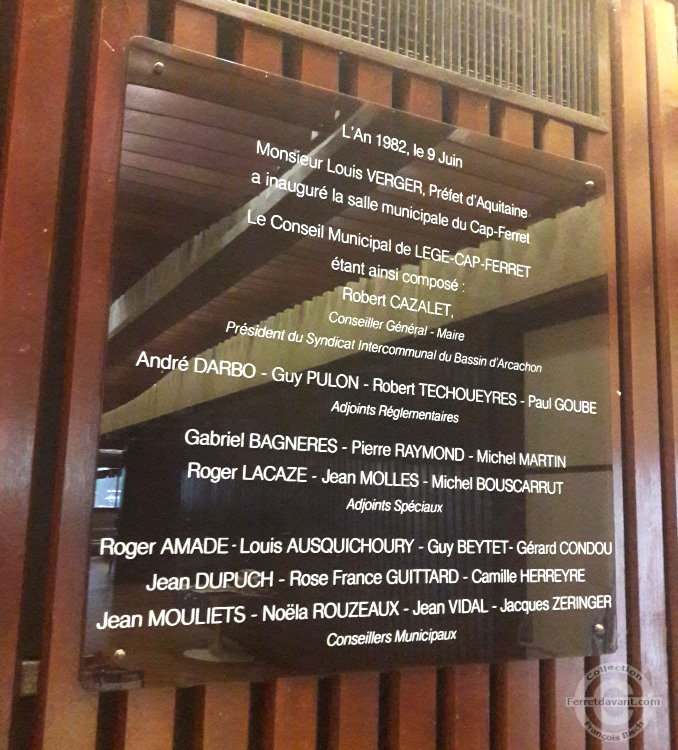 L'An 1982, le 9 Juin
Monsieur Louis VERGER, Préfet d'Aquitaine
a inauguré la salle municipale du Cap-Ferret
Le Conseil Municipal de LEGE-CAP-FERRET
étant ainsi composé :
Robert CAZALET,
Conseiller Général - Maire
Président du Syndicat Intercommunal du Bassin d'Arcachon
André DARBO - Guy PULON - Robert TECHOUEYRES - Paul GOUBE
Adjoints Réglementaires
Gabriel BAGNERES - Pierre RAYMOND - Michel MARTIN
Roger LACAZE - Jean MOLLES - Michel BOUSCARRUT
Adjoints Spéciaux
Roger AMADE - Louis AUSQUICHOURY - Guy BEYTET - Gérard CONDOU
Jean DUPUCH - Rose France GUITTARD - Camille HERREYRE
Jean MOULIETS - Noëla ROUZEAUX - Jean VIDAL - Jacques ZERINGER
Conseillers Municipaux
Collection
Ferretdavant.com
François Bisch